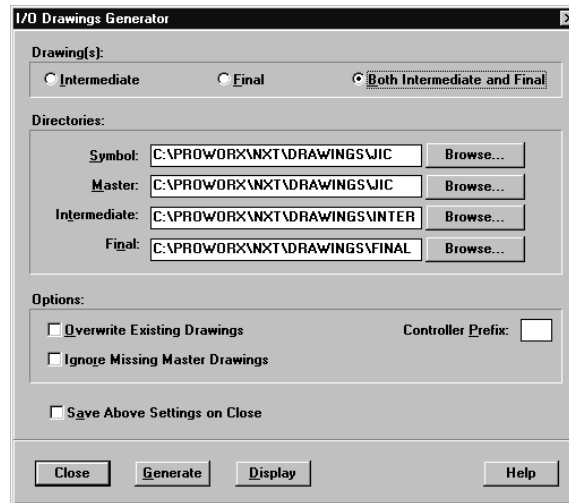 I/O Drawings Generator
Drawing(s):
Intermediate Final Both Intermediate and Final
Directories:
Symbol: C:\PROWORX\NXT\DRAWINGS\JIC Browse...
Master: C:\PROWORX\NXT\DRAWINGS\JIC Browse...
Intermediate: C:\PROWORX\NXT\DRAWINGS\INTER Browse...
Final: C:\PROWORX\NXT\DRAWINGS\FINAL Browse...
Options:
Overwrite Existing Drawings Controller Prefix:
Ignore Missing Master Drawings
Save Above Settings on Close
Close Generate Display Help